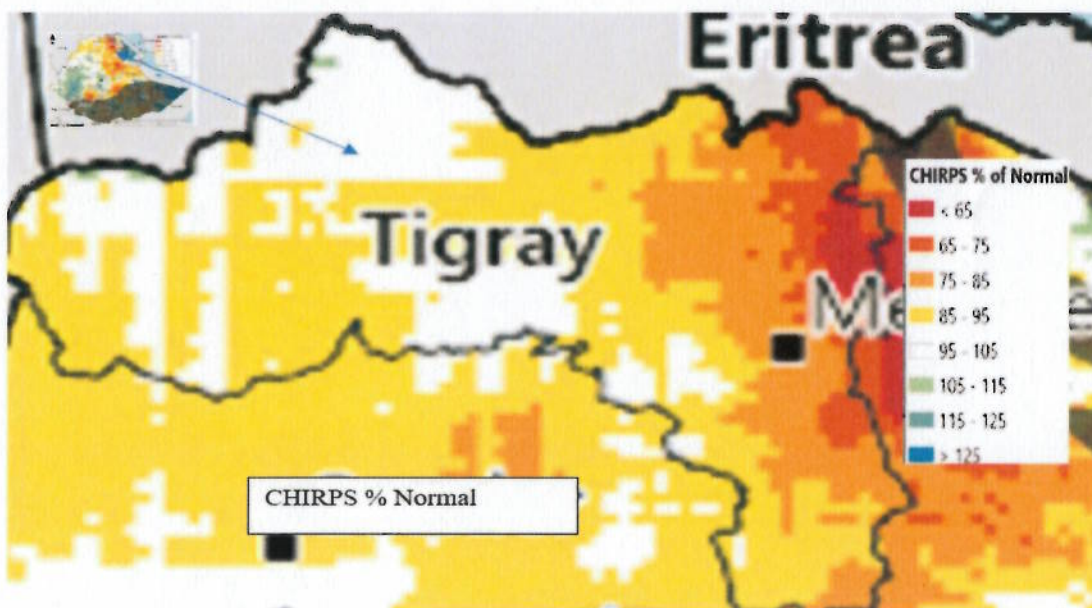 Eritrea
CHIRPS % of Normal
< 65
65 - 75
75 - 85
85 - 95
95 - 105
105 - 115
115 - 125
> 125
Tigray
CHIRPS % Normal